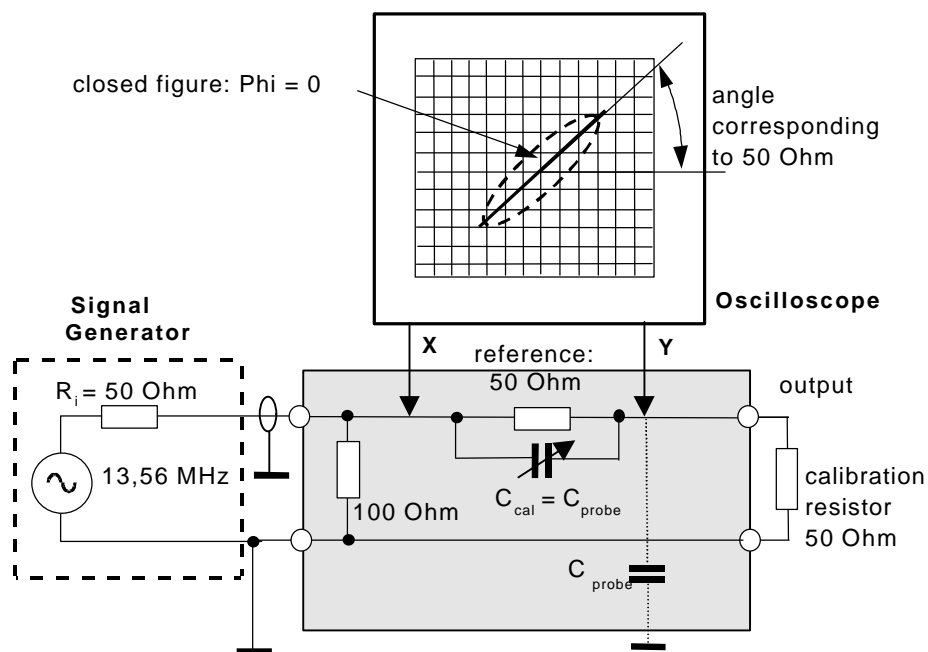 closed figure: Phi = 0
angle
corresponding
to 50 Ohm
Signal
Generator
Oscilloscope
X
reference:
50 Ohm
Y
output
R_i = 50 Ohm
13,56 MHz
100 Ohm
C_cal = C_probe
calibration
resistor
50 Ohm
C_probe